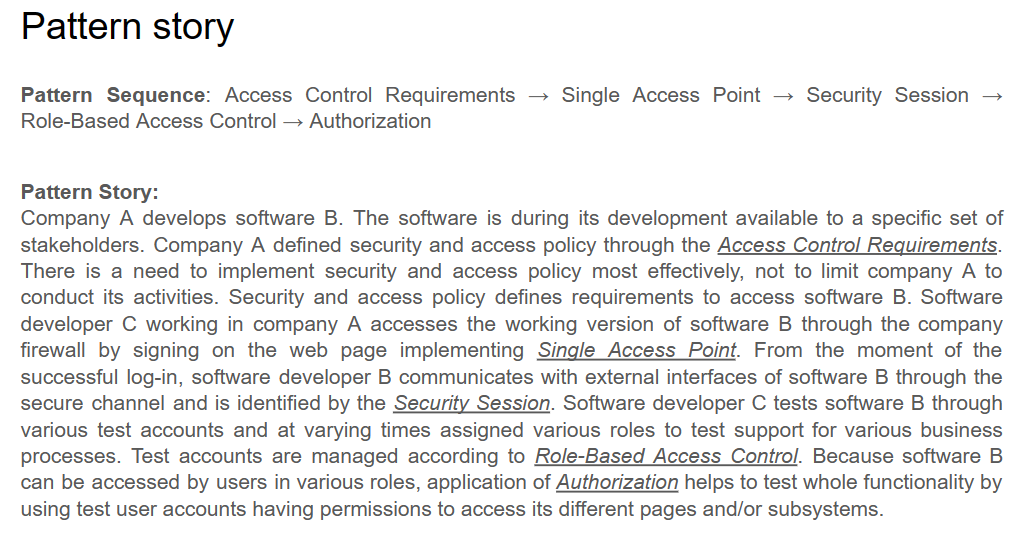 Pattern story
Pattern Sequence: Access Control Requirements → Single Access Point → Security Session →
Role-Based Access Control → Authorization
Pattern Story:
Company A develops software B. The software is during its development available to a specific set of
stakeholders. Company A defined security and access policy through the Access Control Requirements.
There is a need to implement security and access policy most effectively, not to limit company A to
conduct its activities. Security and access policy defines requirements to access software B. Software
developer C working in company A accesses the working version of software B through the company
firewall by signing on the web page implementing Single Access Point. From the moment of the
successful log-in, software developer B communicates with external interfaces of software B through the
secure channel and is identified by the Security Session. Software developer C tests software B through
various test accounts and at varying times assigned various roles to test support for various business
processes. Test accounts are managed according to Role-Based Access Control. Because software B
can be accessed by users in various roles, application of Authorization helps to test whole functionality by
using test user accounts having permissions to access its different pages and/or subsystems.